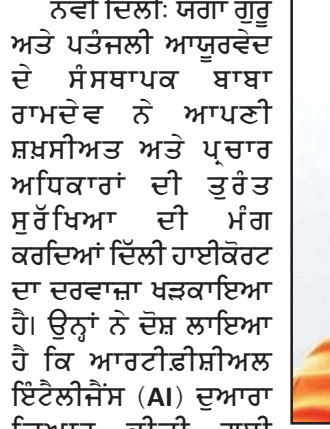 ਨਵੀਂ ਦਿੱਲੀ: ਯੋਗਾ ਗੁਰੂ
ਅਤੇ ਪਤੰਜਲੀ ਆਯੂਰਵੇਦ
ਦੇ ਸੰਸਥਾਪਕ ਬਾਬਾ
ਰਾਮਦੇਵ ਨੇ ਆਪਣੀ
ਸ਼ਖ਼ਸੀਅਤ ਅਤੇ ਪ੍ਰਚਾਰ
ਅਧਿਕਾਰਾਂ ਦੀ ਤੁਰੰਤ
ਸੁਰੱਖਿਆ ਦੀ ਮੰਗ
ਕਰਦਿਆਂ ਦਿੱਲੀ ਹਾਈਕੋਰਟ
ਦਾ ਦਰਵਾਜ਼ਾ ਖੜਕਾਇਆ
ਹੈ। ਉਨ੍ਹਾਂ ਨੇ ਦੋਸ਼ ਲਾਇਆ
ਹੈ ਕਿ ਆਰਟੀਫ਼ੀਸ਼ੀਅਲ
ਇੰਟੈਲੀਜੈਂਸ (AI) ਦੁਆਰਾ